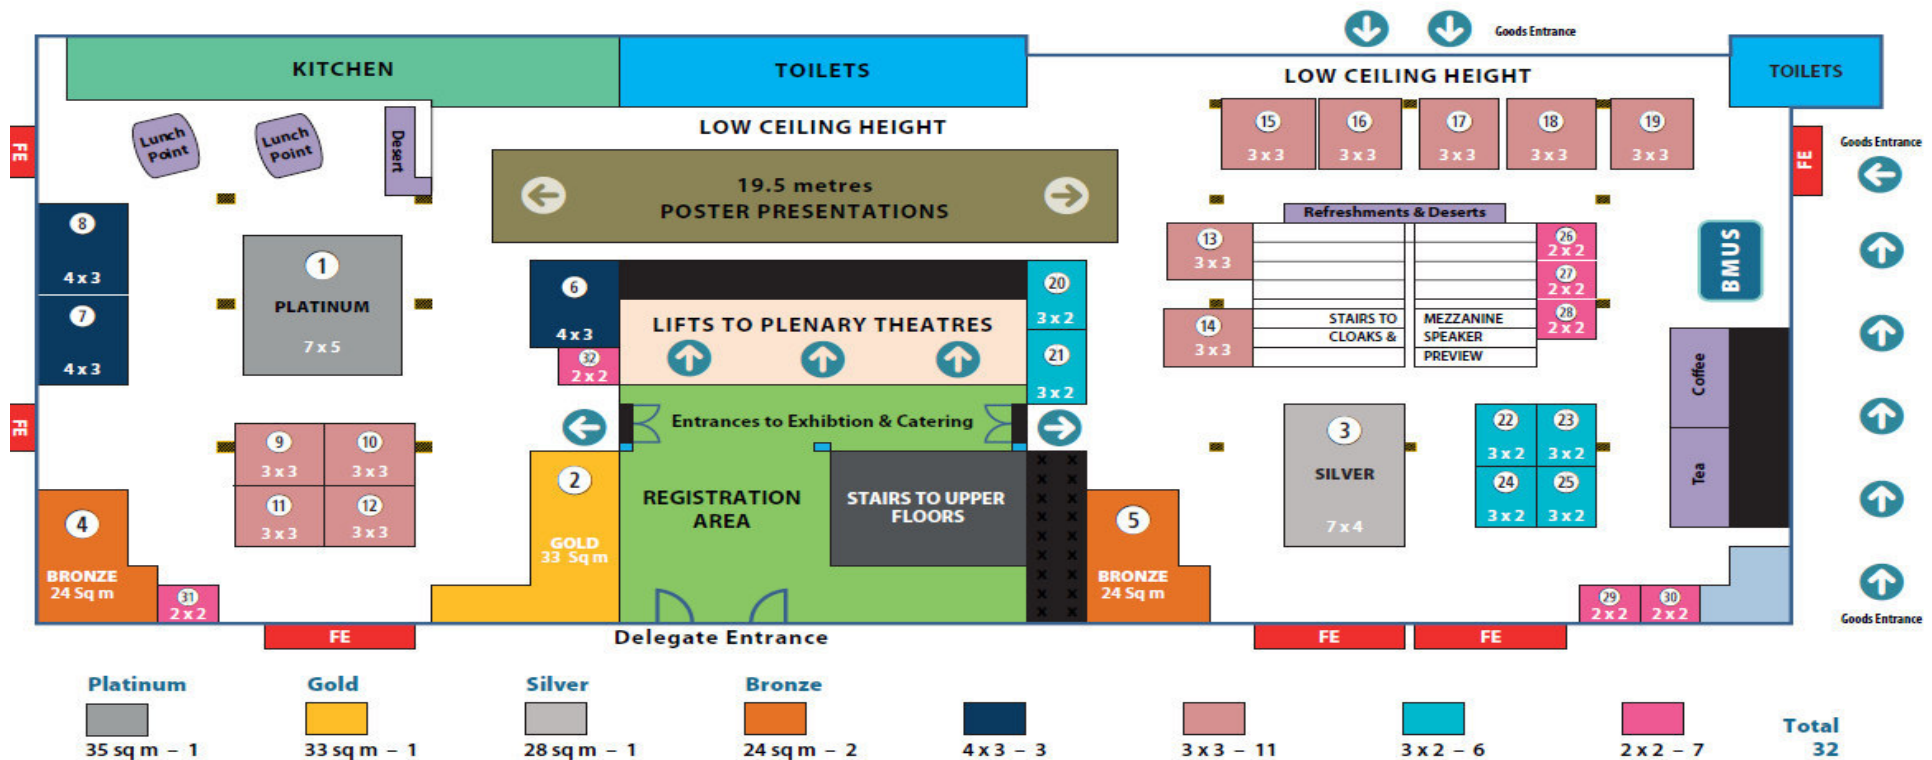 Goods Entrance
KITCHEN
TOILETS
LOW CEILING HEIGHT
TOILETS
Lunch
Point
Lunch
Point
Desert
LOW CEILING HEIGHT
15
3 x 3
16
3 x 3
17
3 x 3
18
3 x 3
19
3 x 3
FE
FE
Goods Entrance
19.5 metres
POSTER PRESENTATIONS
8
4 x 3
7
4 x 3
1
PLATINUM
7 x 5
6
4 x 3
32
2 x 2
LIFTS TO PLENARY THEATRES
20
3 x 2
21
3 x 2
13
3 x 3
14
3 x 3
Refreshments & Deserts
STAIRS TO
CLOAKS &
MEZZANINE
SPEAKER
PREVIEW
26
2 x 2
27
2 x 2
28
2 x 2
BMUS
Coffee
Tea
FE
9
3 x 3
10
3 x 3
11
3 x 3
12
3 x 3
Entrances to Exhibtion & Catering
2
GOLD
33 Sq m
REGISTRATION
AREA
STAIRS TO UPPER
FLOORS
x x
x x
x x
x x
x x
x x
x x
x x
x x
3
SILVER
7 x 4
22
3 x 2
23
3 x 2
24
3 x 2
25
3 x 2
4
BRONZE
24 Sq m
31
2 x 2
5
BRONZE
24 Sq m
29
2 x 2
30
2 x 2
FE
Delegate Entrance
FE
FE
Goods Entrance
Platinum
35 sq m – 1
Gold
33 sq m – 1
Silver
28 sq m – 1
Bronze
24 sq m – 2
4 x 3 – 3
3 x 3 – 11
3 x 2 – 6
2 x 2 – 7
Total
32